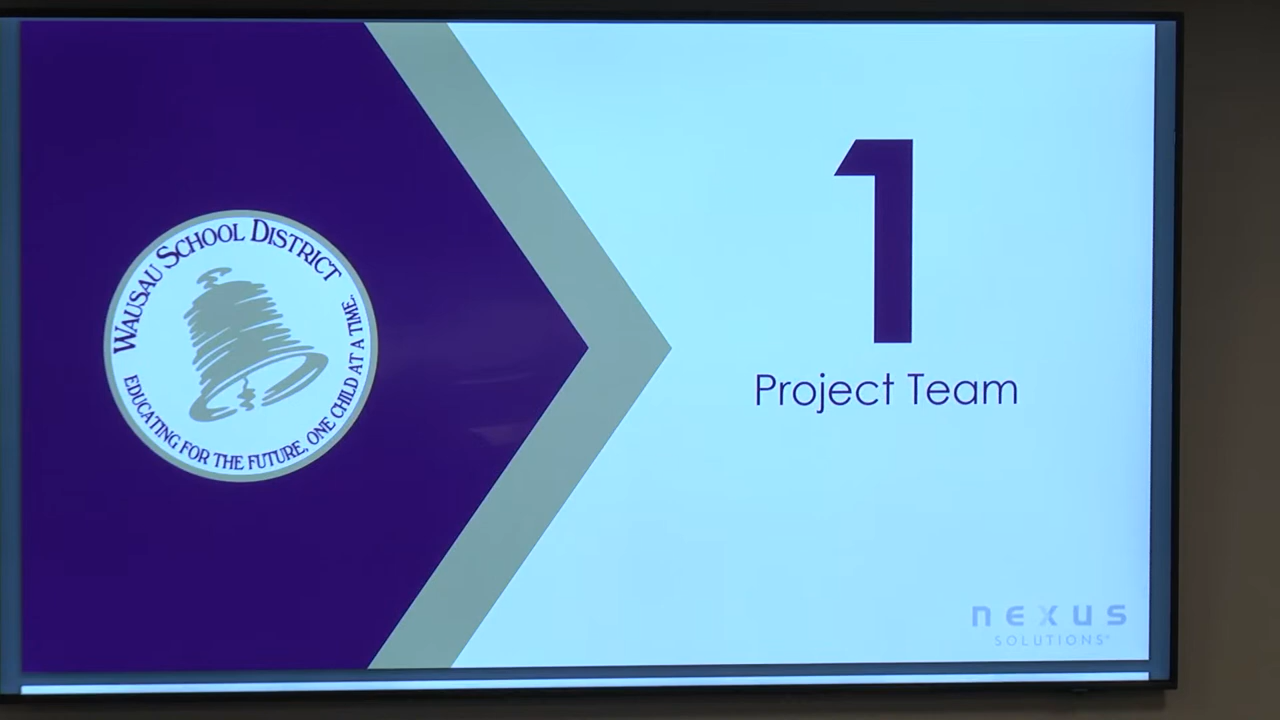 WAUSAU SCHOOL DISTRICT
EDUCATING FOR THE FUTURE, ONE CHILD AT A TIME.
1
Project Team
nexus
SOLUTIONS®